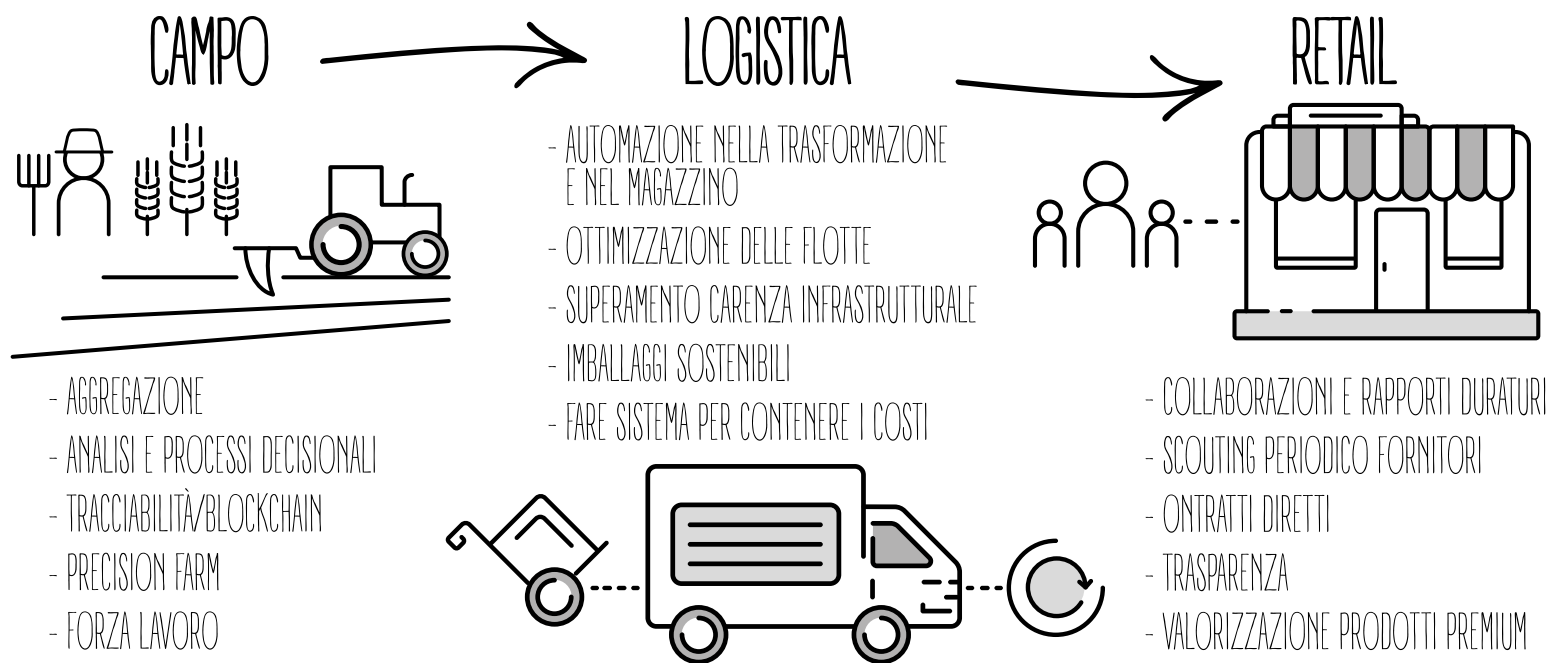 CAMPO
LOGISTICA
RETAIL
- AUTOMAZIONE NELLA TRASFORMAZIONE
E NEL MAGAZZINO
- OTTIMIZZAZIONE DELLE FLOTTE
- SUPERAMENTO CARENZA INFRASTRUTTURALE
- IMBALLAGGI SOSTENIBILI
- FARE SISTEMA PER CONTENERE I COSTI
- AGGREGAZIONE
- ANALISI E PROCESSI DECISIONALI
- TRACCIABILITÀ/BLOCKCHAIN
- PRECISION FARM
- FORZA LAVORO
- COLLABORAZIONI E RAPPORTI DURATURI
- SCOUTING PERIODICO FORNITORI
- ONTRATTI DIRETTI
- TRASPARENZA
- VALORIZZAZIONE PRODOTTI PREMIUM